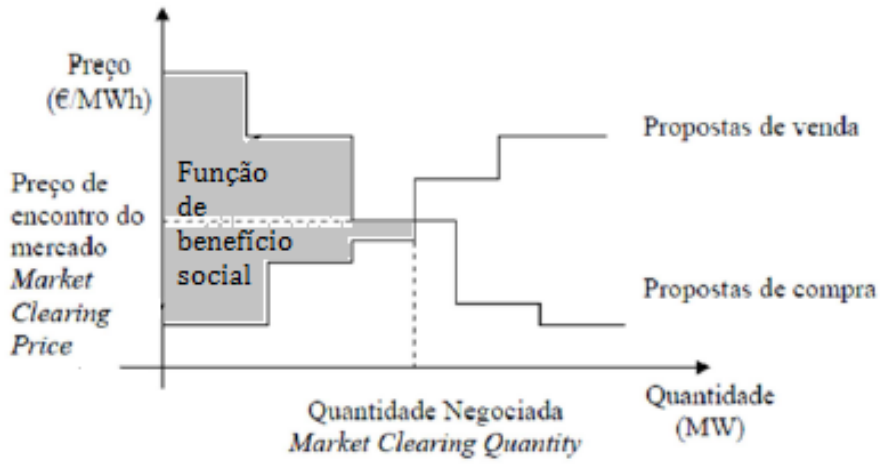 Preço
(€/MWh)
Propostas de venda
Função
de
benefício
social
Preço de
encontro do
mercado
Market
Clearing
Price
Propostas de compra
Quantidade Negociada
Market Clearing Quantity
Quantidade
(MW)